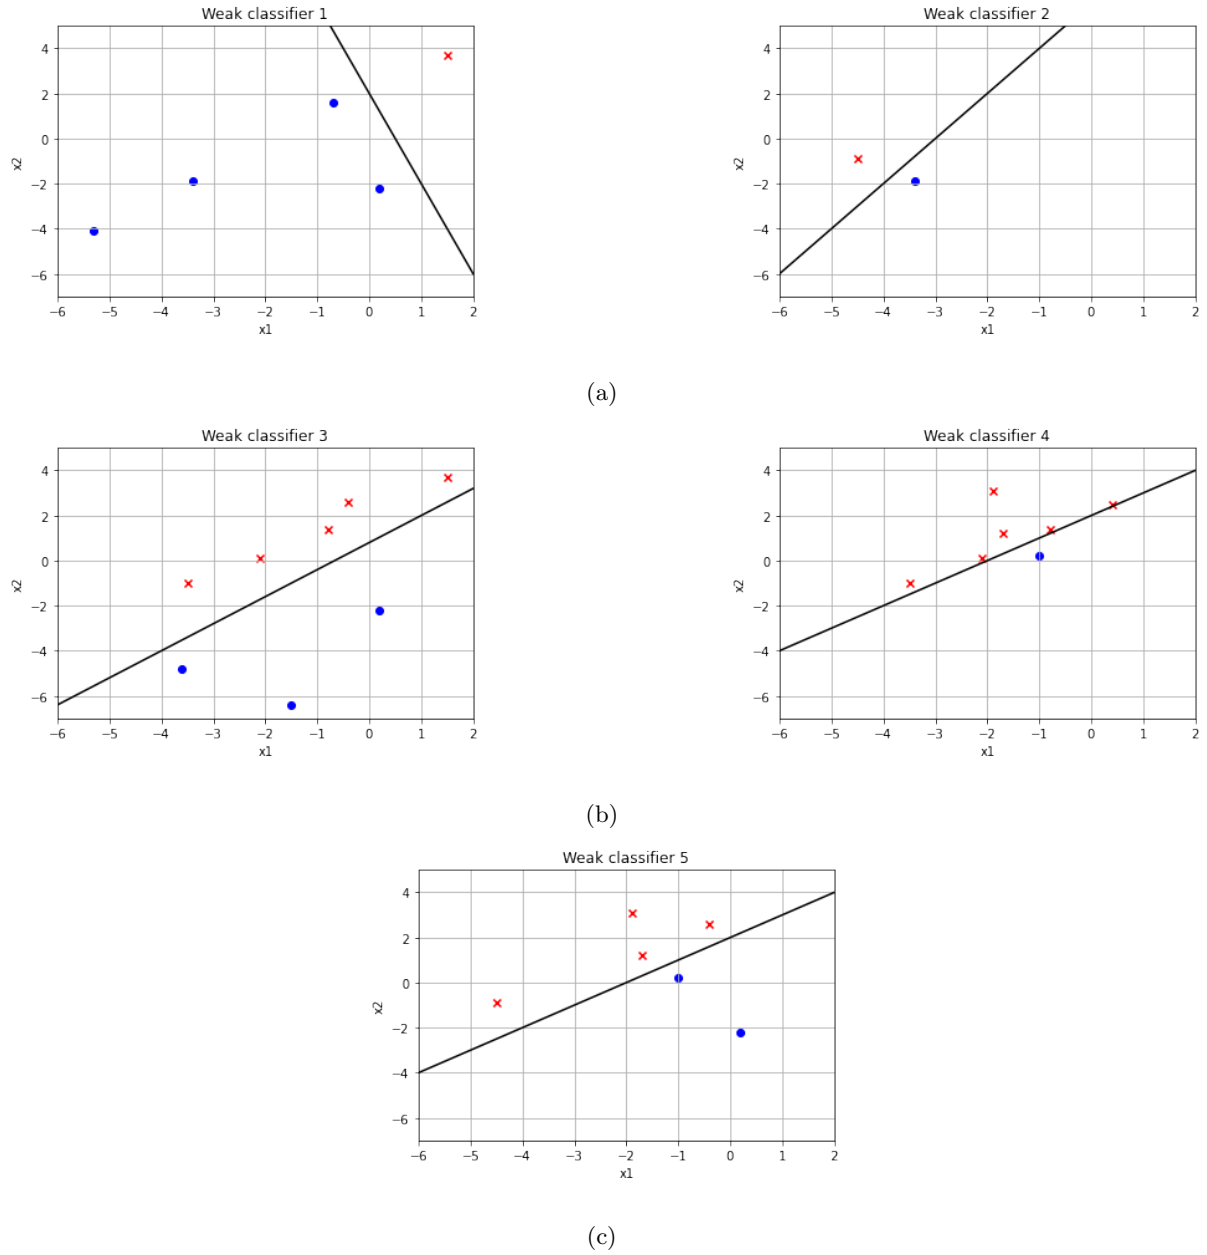 Weak classifier 1
4
2
0
−2
−4
−6
x2
−6 −5 −4 −3 −2 −1 0 1 2
x1
Weak classifier 2
4
2
0
−2
−4
−6
x2
−6 −5 −4 −3 −2 −1 0 1 2
x1
(a)
Weak classifier 3
4
2
0
−2
−4
−6
x2
−6 −5 −4 −3 −2 −1 0 1 2
x1
Weak classifier 4
4
2
0
−2
−4
−6
x2
−6 −5 −4 −3 −2 −1 0 1 2
x1
(b)
Weak classifier 5
4
2
0
−2
−4
−6
x2
−6 −5 −4 −3 −2 −1 0 1 2
x1
(c)